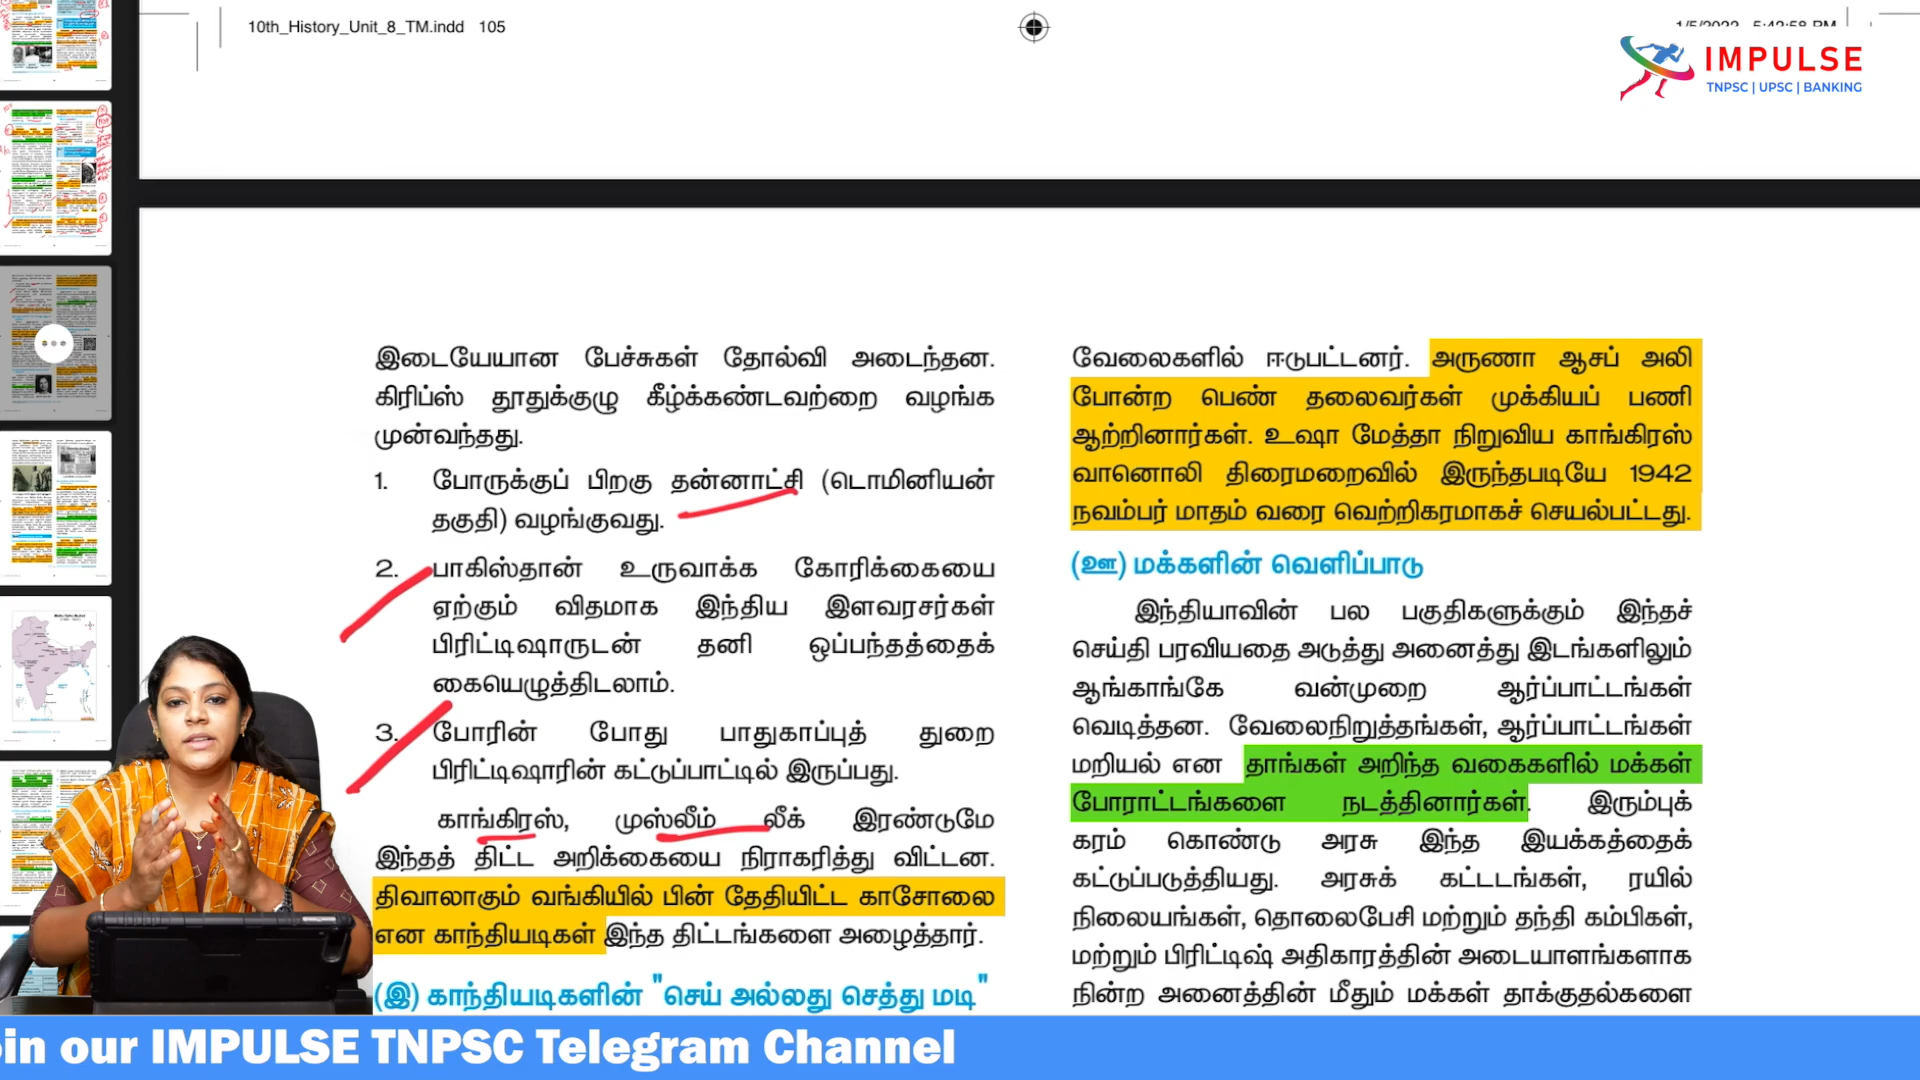 10th_History_Unit_8_TM.indd 105
IMPULSE
TNPSC | UPSC | BANKING
இடையேயான பேச்சுகள் தோல்வி அடைந்தன.
கிரிப்ஸ் தூதுக்குழு கீழ்க்கண்டவற்றை வழங்க
முன்வந்தது.
1. போருக்குப் பிறகு தன்னாட்சி (டொமினியன்
தகுதி) வழங்குவது.
2. பாகிஸ்தான் உருவாக்க கோரிக்கையை
ஏற்கும் விதமாக இந்திய இளவரசர்கள்
பிரிட்டிஷாருடன் தனி ஒப்பந்தத்தைக்
கையெழுத்திடலாம்.
3. போரின் போது பாதுகாப்புத் துறை
பிரிட்டிஷாரின் கட்டுப்பாட்டில் இருப்பது.
காங்கிரஸ், முஸ்லீம் லீக் இரண்டுமே
இந்தத் திட்ட அறிக்கையை நிராகரித்து விட்டன.
திவாலாகும் வங்கியில் பின் தேதியிட்ட காசோலை
என காந்தியடிகள் இந்த திட்டங்களை அழைத்தார்.
(இ) காந்தியடிகளின் "செய் அல்லது செத்து மடி"
வேலைகளில் ஈடுபட்டனர். அருணா ஆசப் அலி
போன்ற பெண் தலைவர்கள் முக்கியப் பணி
ஆற்றினார்கள். உஷா மேத்தா நிறுவிய காங்கிரஸ்
வானொலி திரைமறைவில் இருந்தபடியே 1942
நவம்பர் மாதம் வரை வெற்றிகரமாகச் செயல்பட்டது.
(ஊ) மக்களின் வெளிப்பாடு
இந்தியாவின் பல பகுதிகளுக்கும் இந்தச்
செய்தி பரவியதை அடுத்து அனைத்து இடங்களிலும்
ஆங்காங்கே வன்முறை ஆர்ப்பாட்டங்கள்
வெடித்தன. வேலைநிறுத்தங்கள், ஆர்ப்பாட்டங்கள்
மறியல் என தாங்கள் அறிந்த வகைகளில் மக்கள்
போராட்டங்களை நடத்தினார்கள். இரும்புக்
கரம் கொண்டு அரசு இந்த இயக்கத்தைக்
கட்டுப்படுத்தியது. அரசுக் கட்டடங்கள், ரயில்
நிலையங்கள், தொலைபேசி மற்றும் தந்தி கம்பிகள்,
மற்றும் பிரிட்டிஷ் அதிகாரத்தின் அடையாளங்களாக
நின்ற அனைத்தின் மீதும் மக்கள் தாக்குதல்களை
oin our IMPULSE TNPSC Telegram Channel